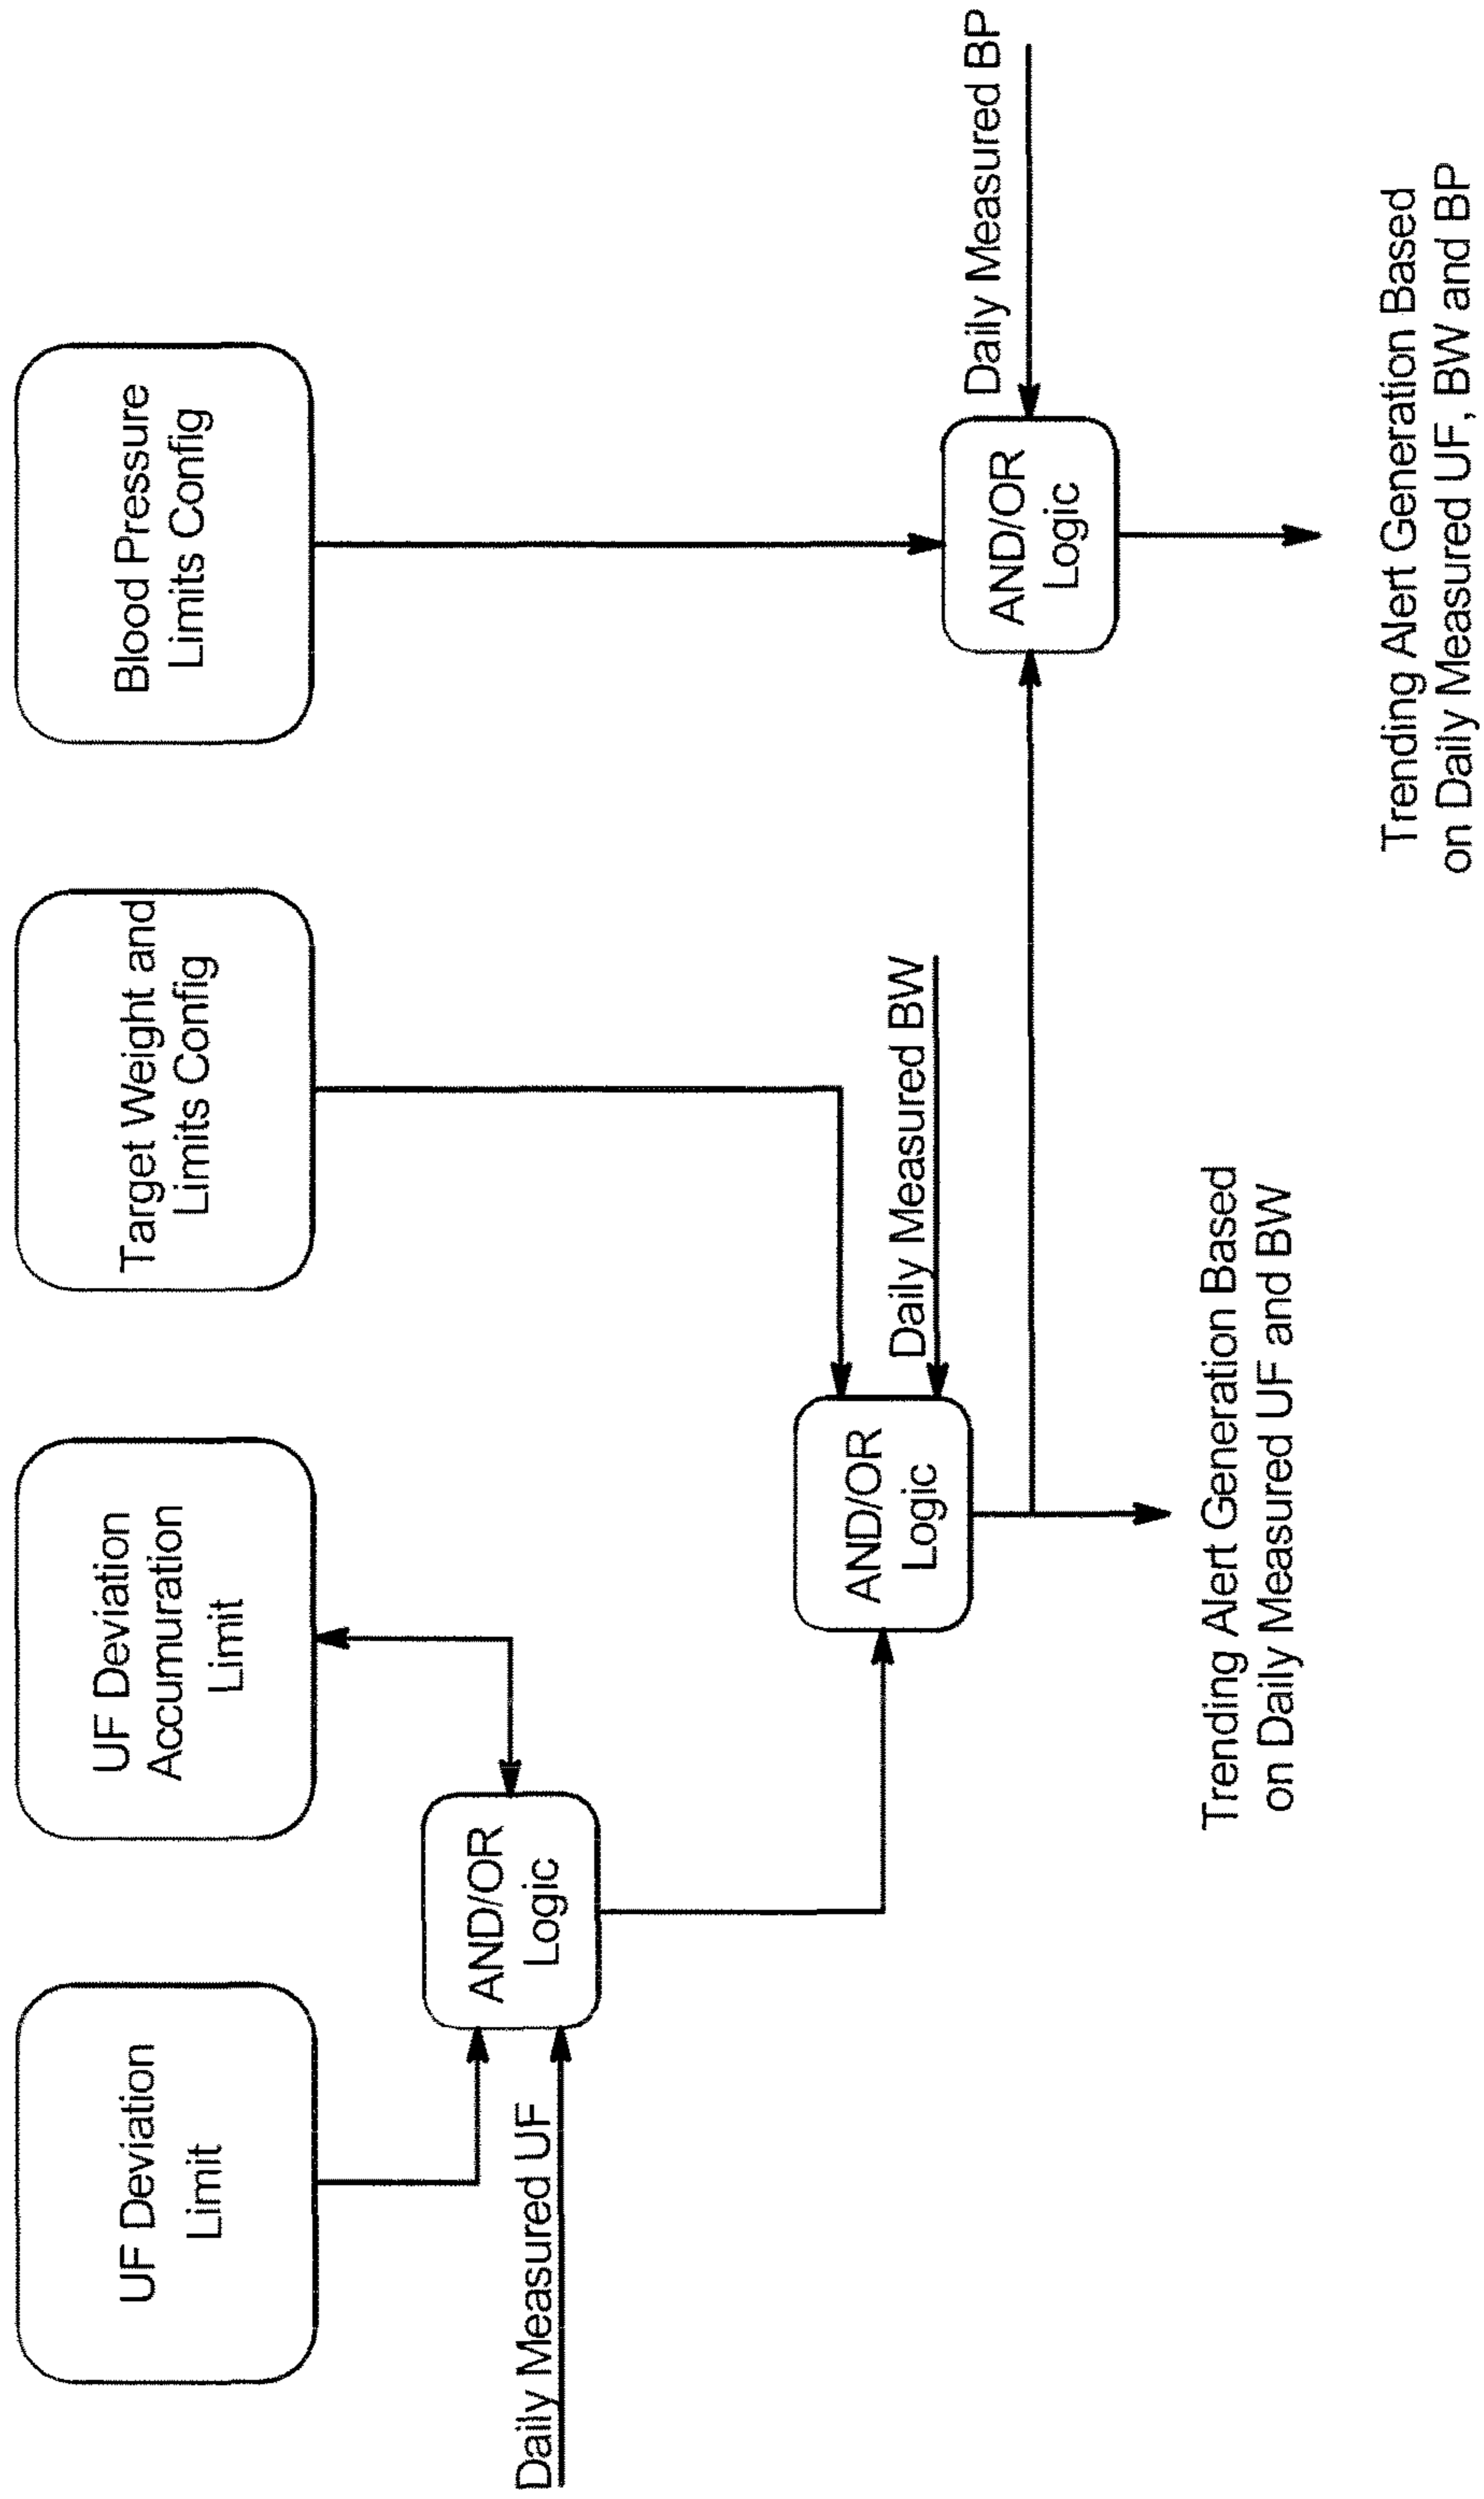 UF Deviation
Limit
UF Deviation
Accumuration
Limit
Target Weight and
Limits Config
Blood Pressure
Limits Config
Daily Measured UF
AND/OR
Logic
AND/OR
Logic
Daily Measured BW
AND/OR
Logic
Daily Measured BP
Trending Alert Generation Based
on Daily Measured UF and BW
Trending Alert Generation Based
on Daily Measured UF, BW and BP